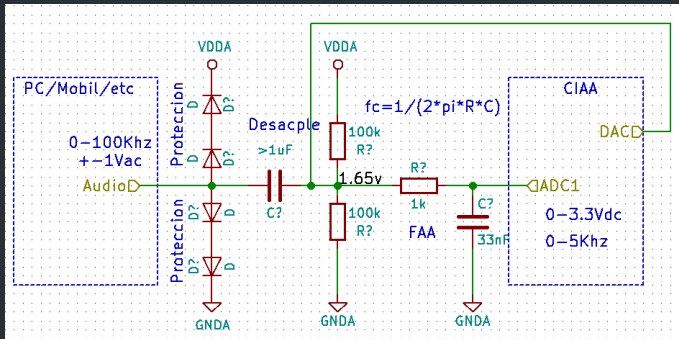 VDDA
VDDA
PC/Mobil/etc
0-100Khz
+-1Vac
Audio
Proteccion
D
D?
D
D?
Desacple
>1uF
C?
100k
R?
fc=1/(2*pi*R*C)
CIAA
DAC
1.65v
R?
1k
FAA
ADC1
0-3.3Vdc
0-5Khz
Proteccion
D?
D
D?
D
100k
R?
C?
33nF
GNDA
GNDA
GNDA